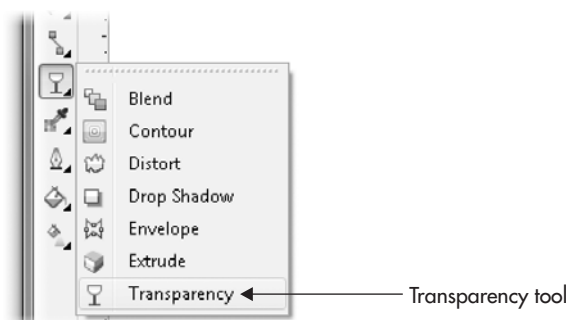 Blend
Contour
Distort
Drop Shadow
Envelope
Extrude
Transparency
Transparency tool